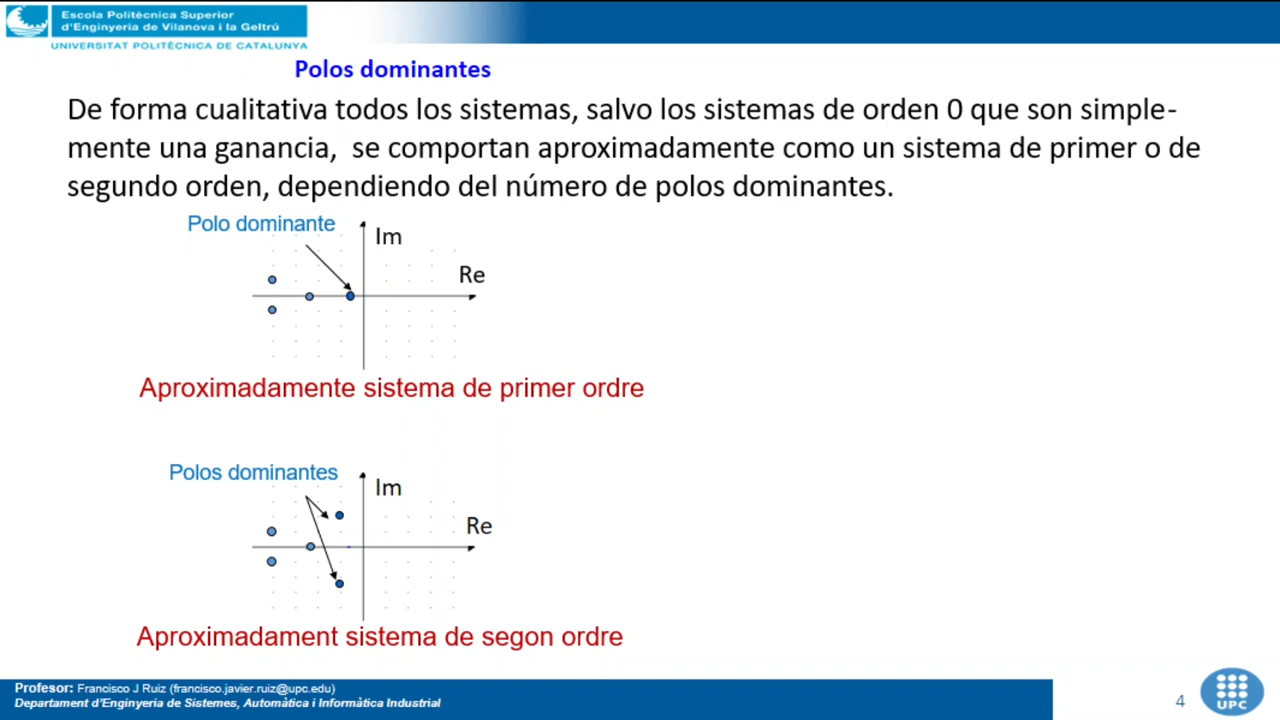 Escola Politècnica Superior
d'Enginyeria de Vilanova i la Geltrú
UNIVERSITAT POLITÈCNICA DE CATALUNYA
Polos dominantes
De forma cualitativa todos los sistemas, salvo los sistemas de orden 0 que son simple-
mente una ganancia, se comportan aproximadamente como un sistema de primer o de
segundo orden, dependiendo del número de polos dominantes.
Polo dominante
Im
Re
Aproximadamente sistema de primer ordre
Polos dominantes
Im
Re
Aproximadament sistema de segon ordre
Profesor: Francisco J Ruiz (francisco.javier.ruiz@upc.edu)
Departament d'Enginyeria de Sistemes, Automàtica i Informàtica Industrial
4
UPC